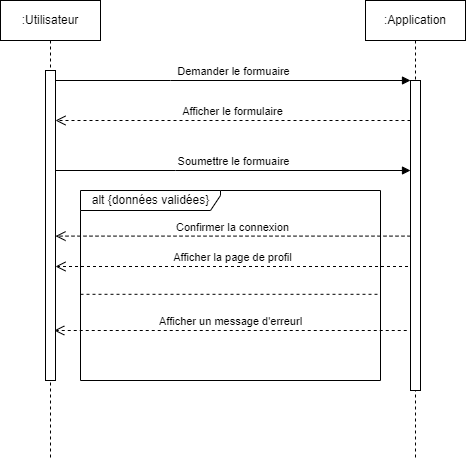 :Utilisateur
:Application
Demander le formuaire
Afficher le formulaire
Soumettre le formuaire
alt {données validées}
Confirmer la connexion
Afficher la page de profil
Afficher un message d'erreurl